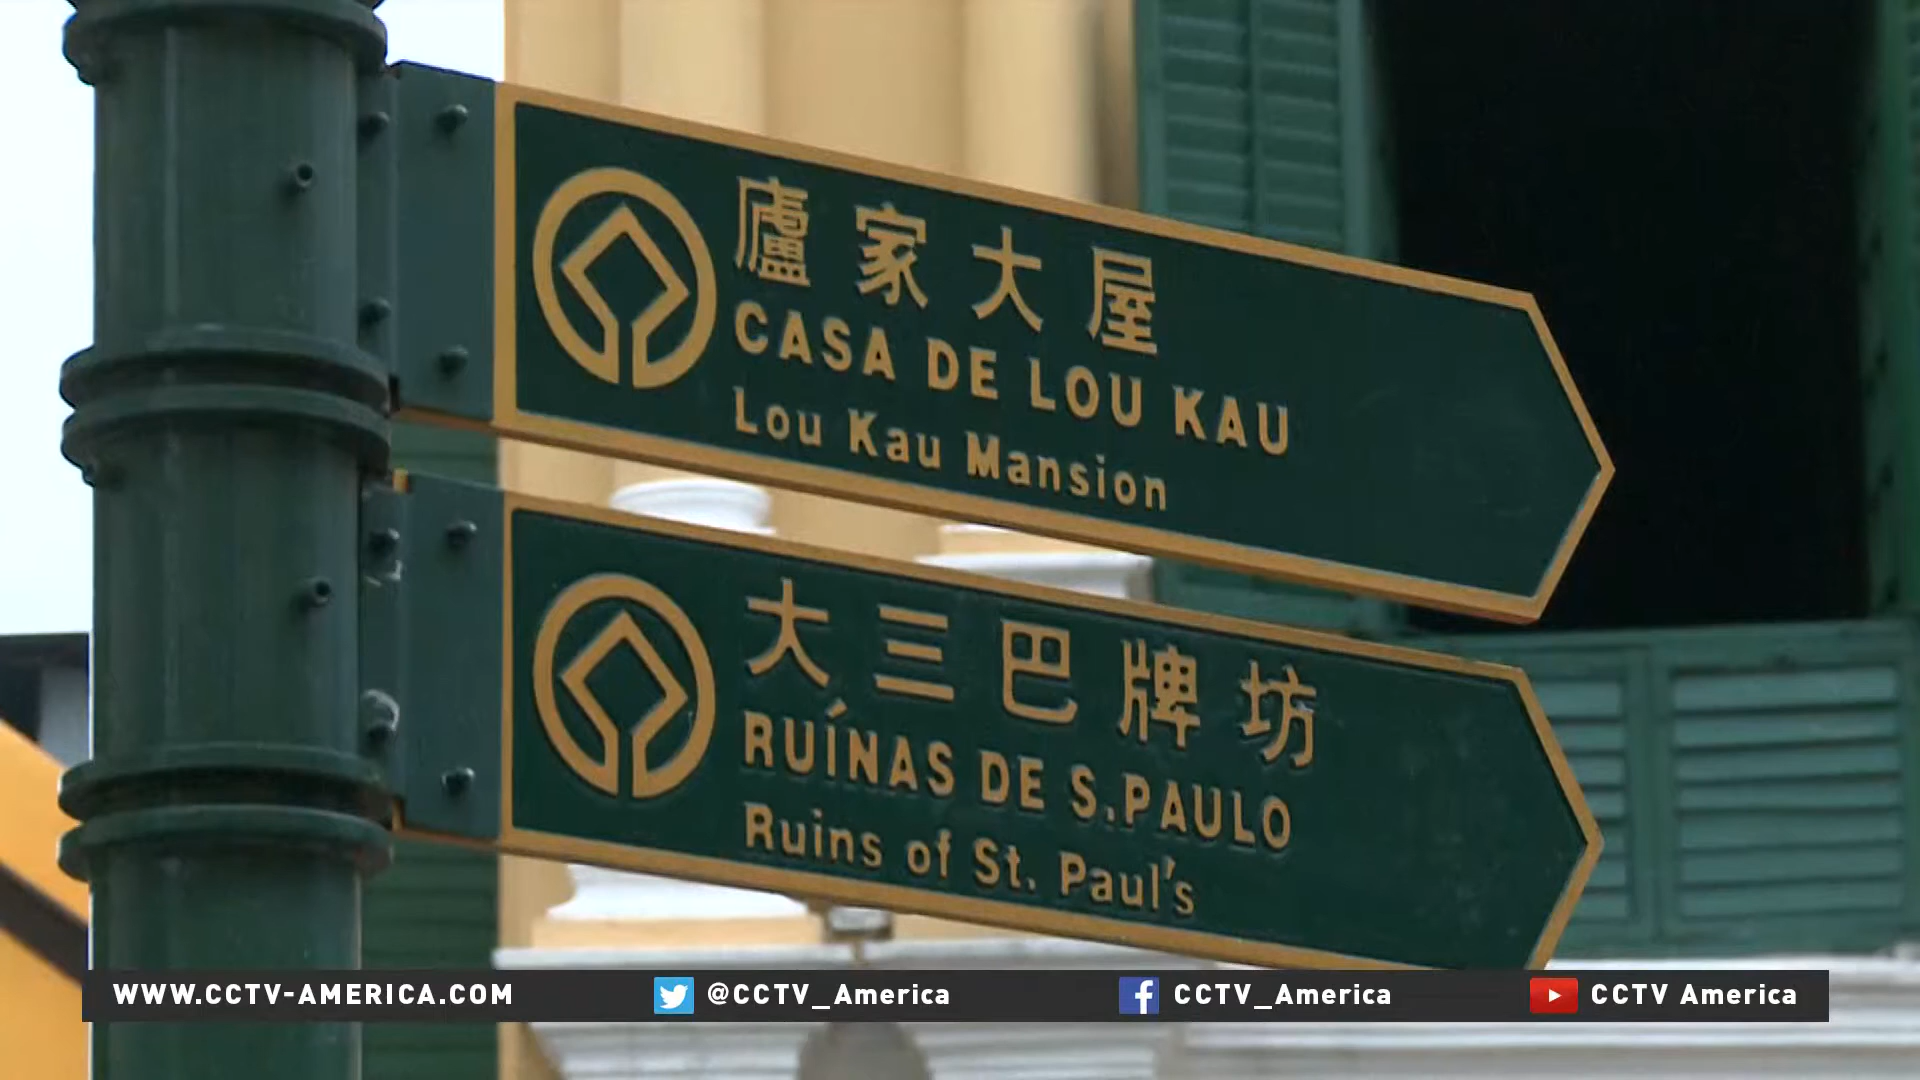 盧家大屋
CASA DE LOU KAU
Lou Kau Mansion
大三巴牌坊
RUÍNAS DE S.PAULO
Ruins of St. Paul's
WWW.CCTV-AMERICA.COM
@CCTV_America
CCTV_America
CCTV America